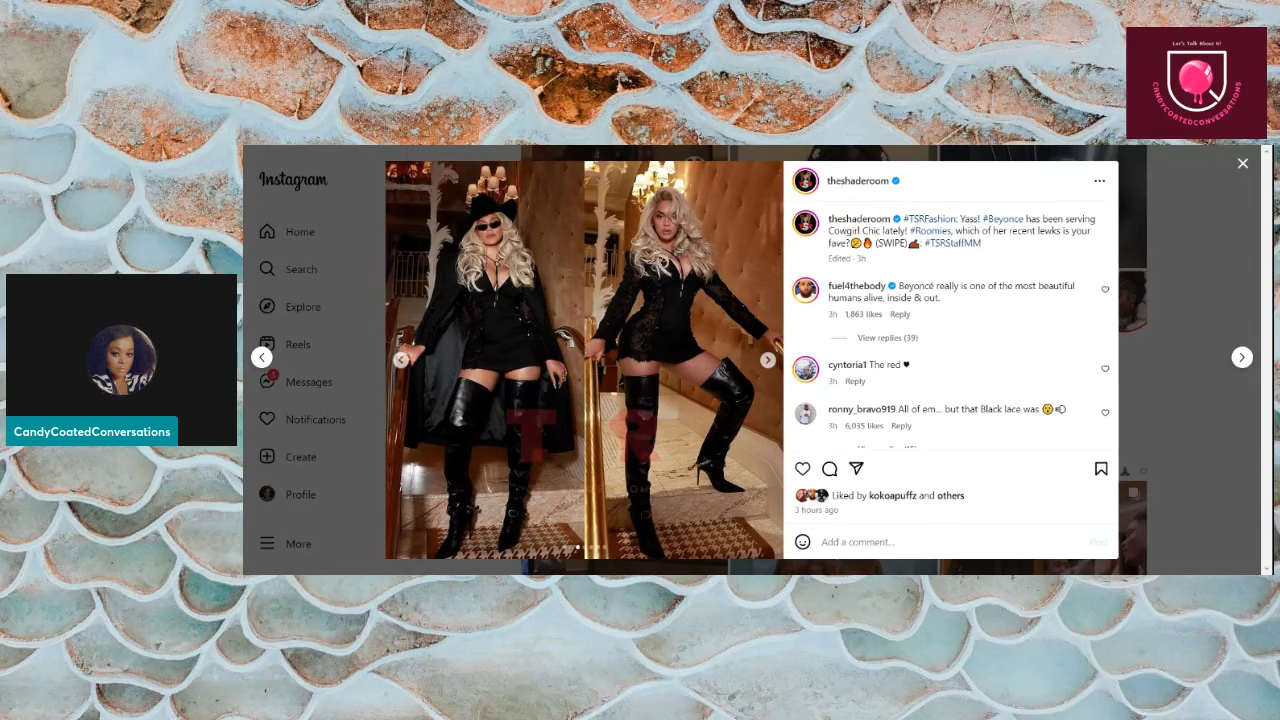 Let's Talk About It!
CANDYCOATEDCONVERSATIONS
Instagram
Home
Search
Explore
Reels
Messages
Notifications
Create
Profile
More
CandyCoatedConversations
T R
theshaderoom
theshaderoom #TSRFashion: Yass! #Beyonce has been serving
Cowgirl Chic lately! #Roomies, which of her recent lewks is your
fave? (SWIPE) : #TSRStaffMM
Edited · 3h
fuel4thebody Beyoncé really is one of the most beautiful
humans alive, inside & out.
3h 1,863 likes Reply
View replies (39)
cyntoria1 The red ♥
3h Reply
ronny_bravo919 All of em... but that Black lace was
3h 6,035 likes Reply
Liked by kokoapuffz and others
3 hours ago
Add a comment...
Post